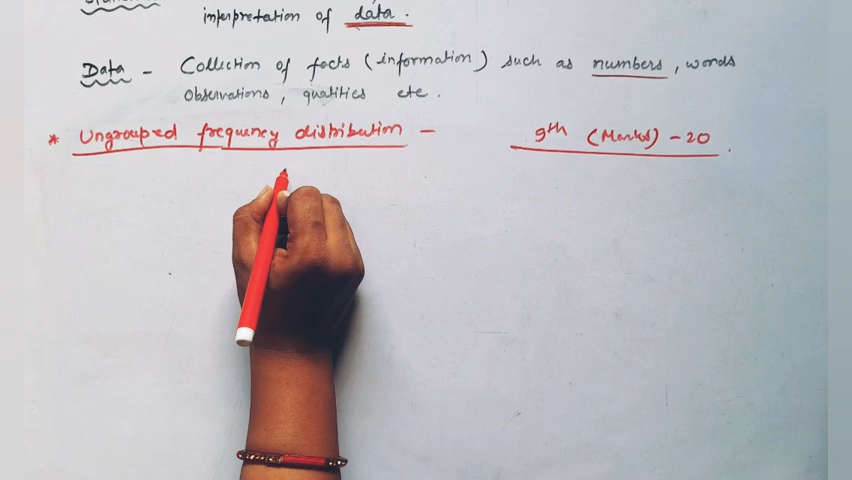 interpretation of data.
Data - Collection of facts (information) such as numbers, words
observations, qualities etc.
* Ungrouped frequency distribution - 9th (Marks) - 20.